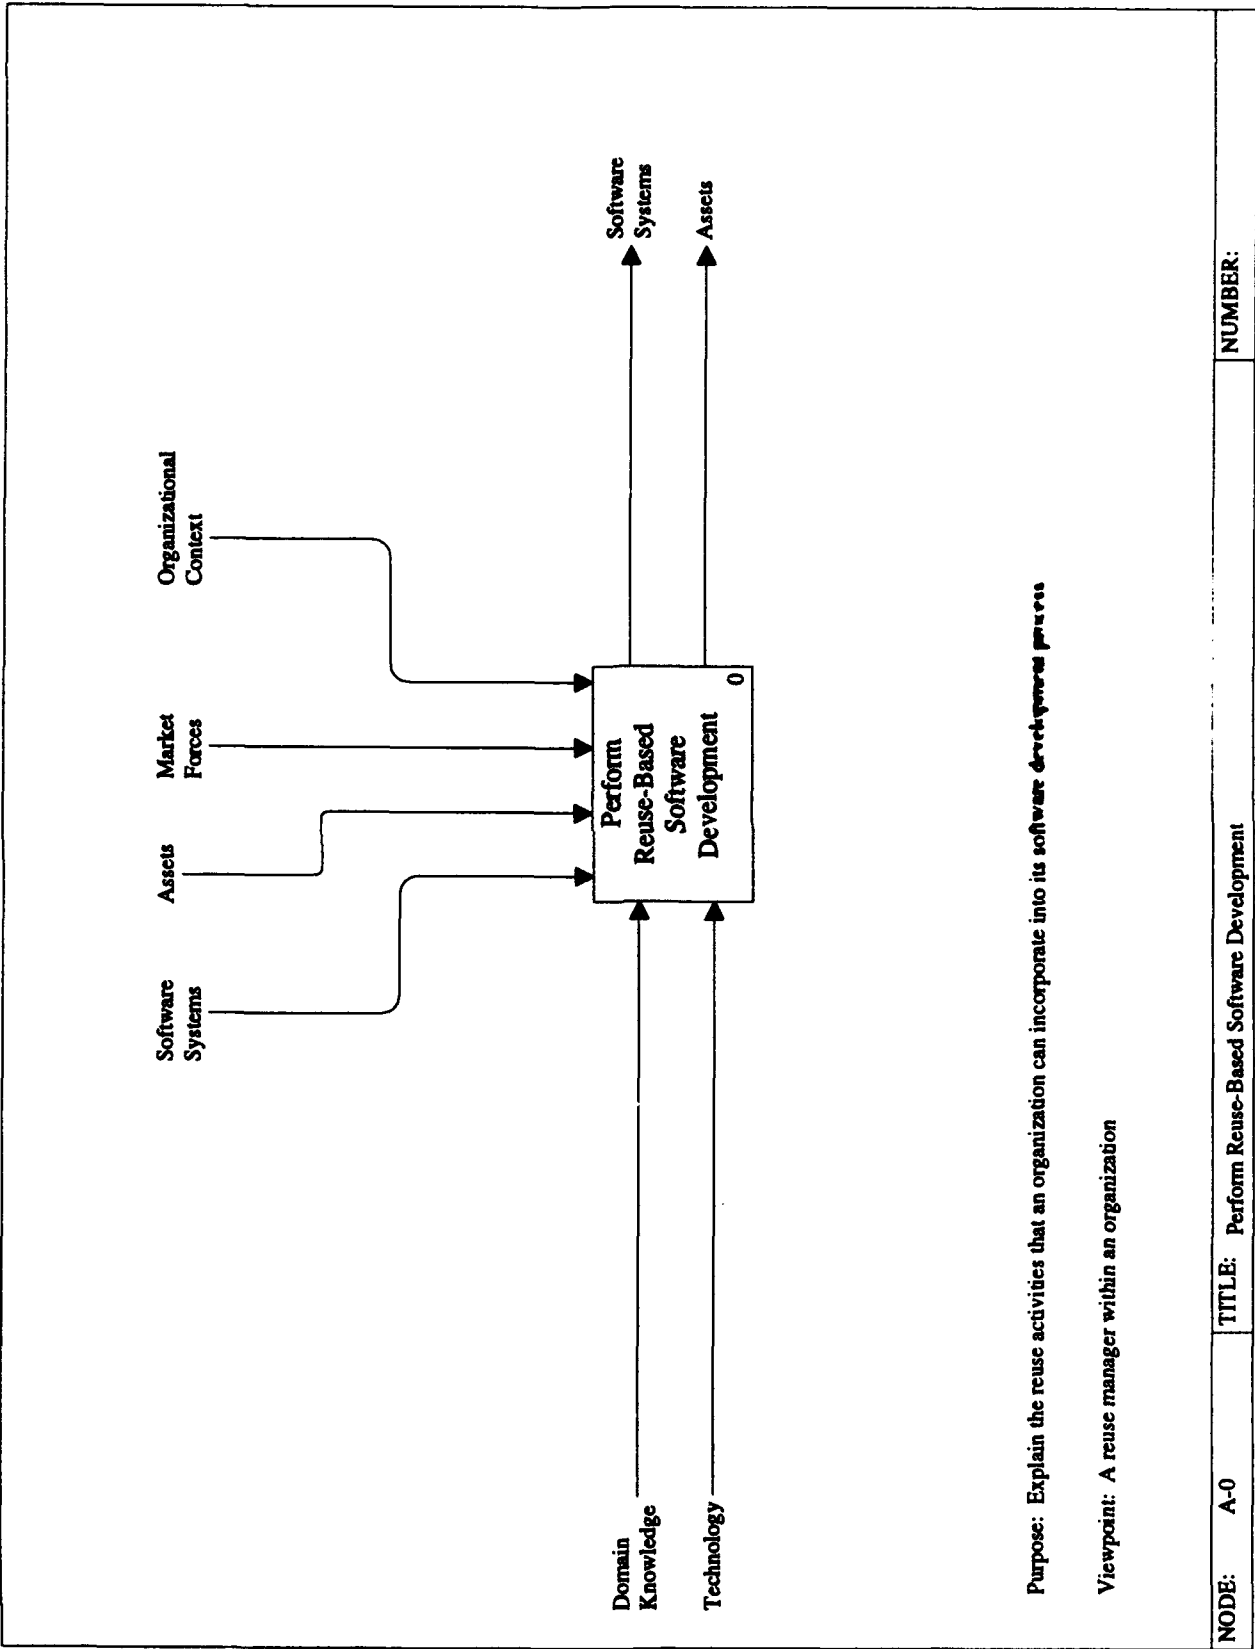 Software
Systems
Assets
Market
Forces
Organizational
Context
Domain
Knowledge
Technology
Perform
Reuse-Based
Software
Development
0
Software
Systems
Assets
Purpose: Explain the reuse activities that an organization can incorporate into its software development process
Viewpoint: A reuse manager within an organization
NODE: A-0
TITLE: Perform Reuse-Based Software Development
NUMBER: